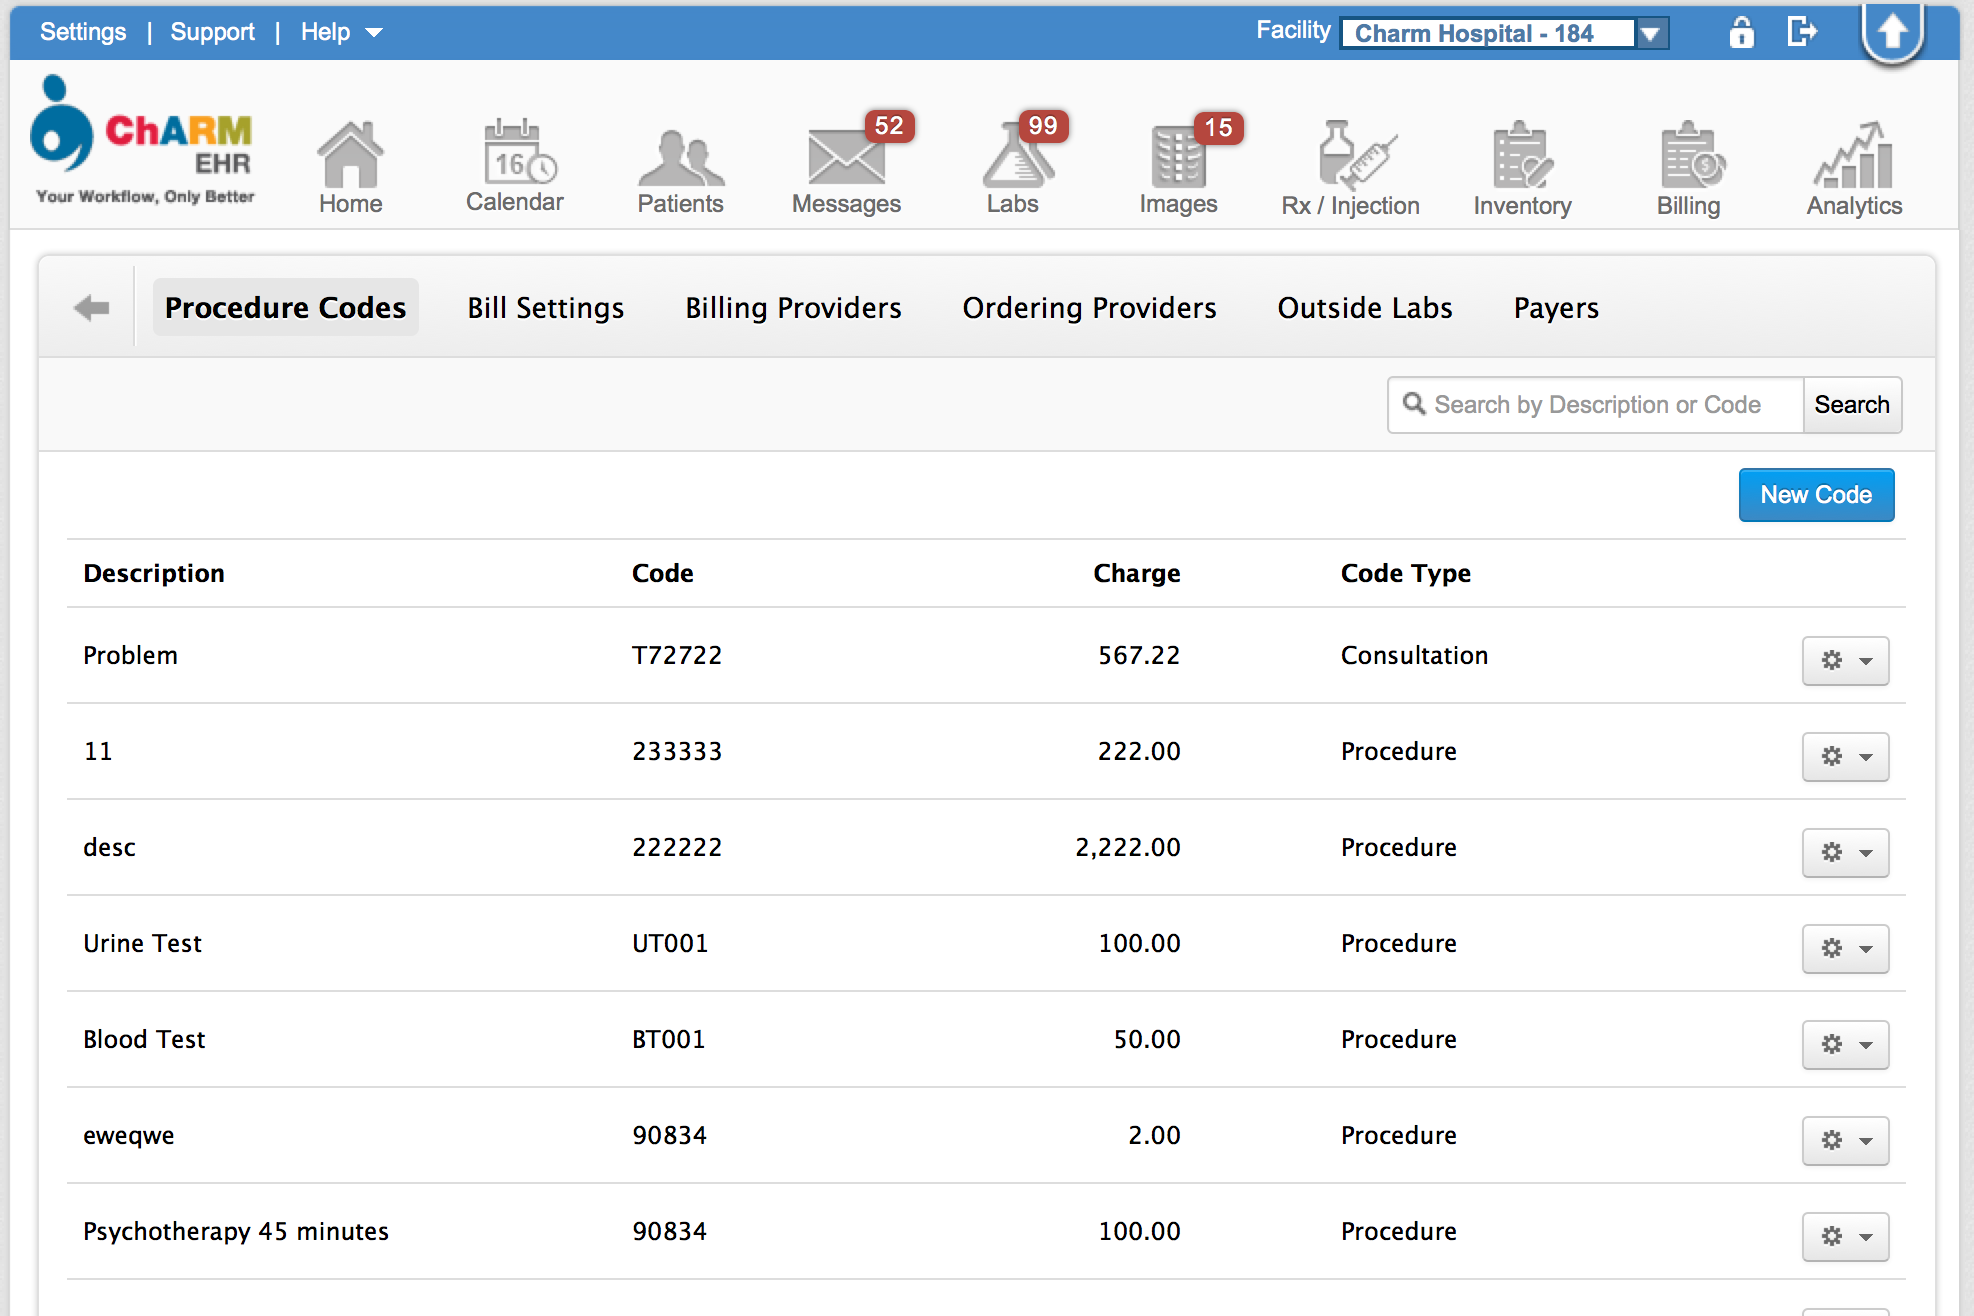 Settings | Support | Help
Facility Charm Hospital - 184
ChARM
EHR
Your Workflow, Only Better
Home
16
Calendar
Patients
52
Messages
99
Labs
15
Images
Rx / Injection
Inventory
Billing
Analytics
Procedure Codes Bill Settings Billing Providers Ordering Providers Outside Labs Payers
Search by Description or Code Search
New Code
Description Code Charge Code Type
Problem T72722 567.22 Consultation
11 233333 222.00 Procedure
desc 222222 2,222.00 Procedure
Urine Test UT001 100.00 Procedure
Blood Test BT001 50.00 Procedure
eweqwe 90834 2.00 Procedure
Psychotherapy 45 minutes 90834 100.00 Procedure